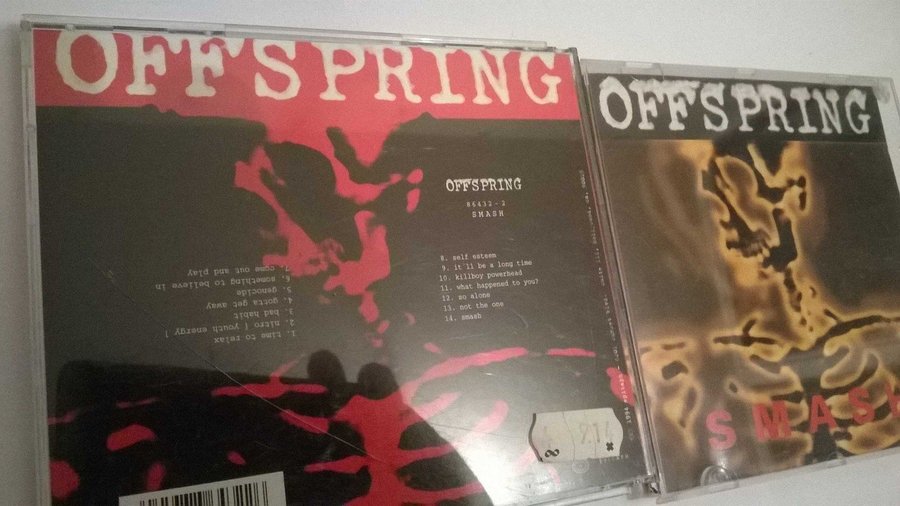 OFFSPRING
OFFSPRING
86432-2
SMASH
1. time to relax
2. nitro ( youth energy )
3. bad habit
4. gotta get away
5. genocide
6. something to believe in
7. come out and play
8. self esteem
9. it ll be a long time
10. killboy powerhead
11. what happened to you?
12. so alone
13. not the one
14. smash
OFFSPRING
SMASH